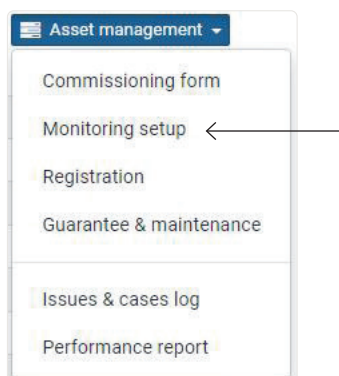 Asset management
Commissioning form
Monitoring setup
Registration
Guarantee & maintenance
Issues & cases log
Performance report